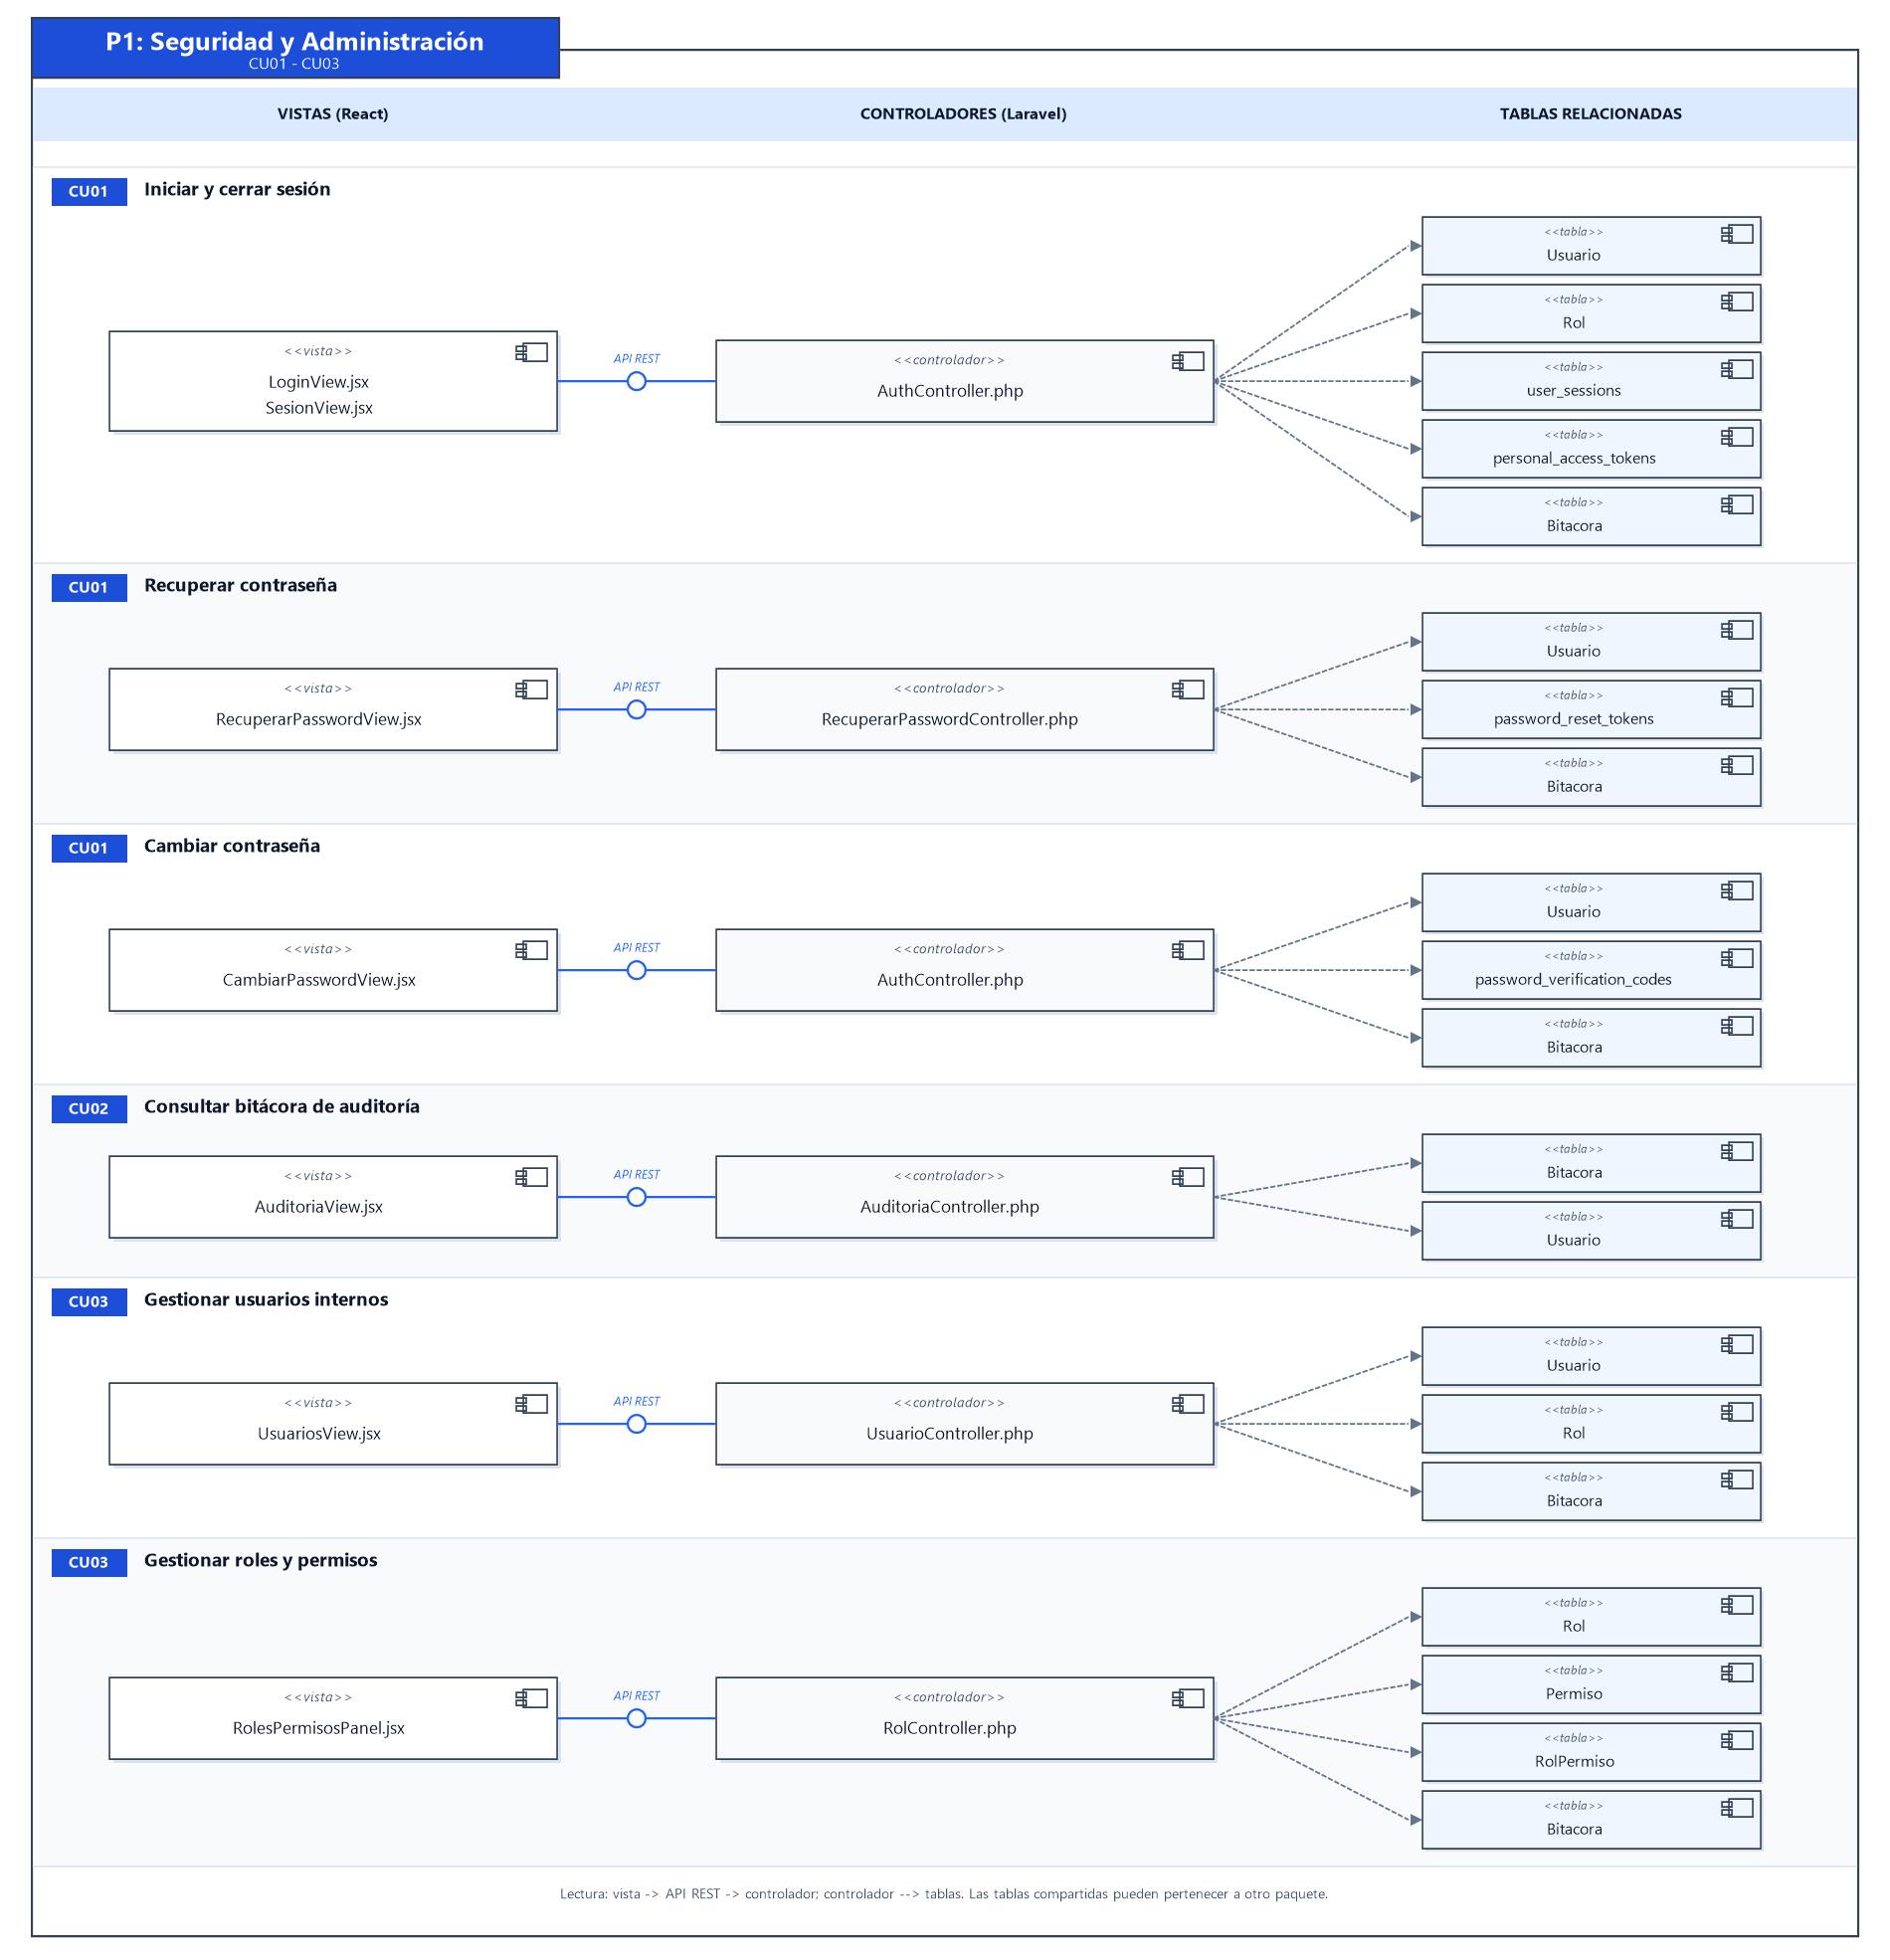 P1: Seguridad y Administración
CU01 - CU03
VISTAS (React)
CONTROLADORES (Laravel)
TABLAS RELACIONADAS
CU01
Iniciar y cerrar sesión
<<vista>>
LoginView.jsx
SesionView.jsx
API REST
<<controlador>>
AuthController.php
<<tabla>>
Usuario
<<tabla>>
Rol
<<tabla>>
user_sessions
<<tabla>>
personal_access_tokens
<<tabla>>
Bitacora
CU01
Recuperar contraseña
<<vista>>
RecuperarPasswordView.jsx
API REST
<<controlador>>
RecuperarPasswordController.php
<<tabla>>
Usuario
<<tabla>>
password_reset_tokens
<<tabla>>
Bitacora
CU01
Cambiar contraseña
<<vista>>
CambiarPasswordView.jsx
API REST
<<controlador>>
AuthController.php
<<tabla>>
Usuario
<<tabla>>
password_verification_codes
<<tabla>>
Bitacora
CU02
Consultar bitácora de auditoría
<<vista>>
AuditoriaView.jsx
API REST
<<controlador>>
AuditoriaController.php
<<tabla>>
Bitacora
<<tabla>>
Usuario
CU03
Gestionar usuarios internos
<<vista>>
UsuariosView.jsx
API REST
<<controlador>>
UsuarioController.php
<<tabla>>
Usuario
<<tabla>>
Rol
<<tabla>>
Bitacora
CU03
Gestionar roles y permisos
<<vista>>
RolesPermisosPanel.jsx
API REST
<<controlador>>
RolController.php
<<tabla>>
Rol
<<tabla>>
Permiso
<<tabla>>
RolPermiso
<<tabla>>
Bitacora
Lectura: vista -> API REST -> controlador; controlador --> tablas. Las tablas compartidas pueden pertenecer a otro paquete.